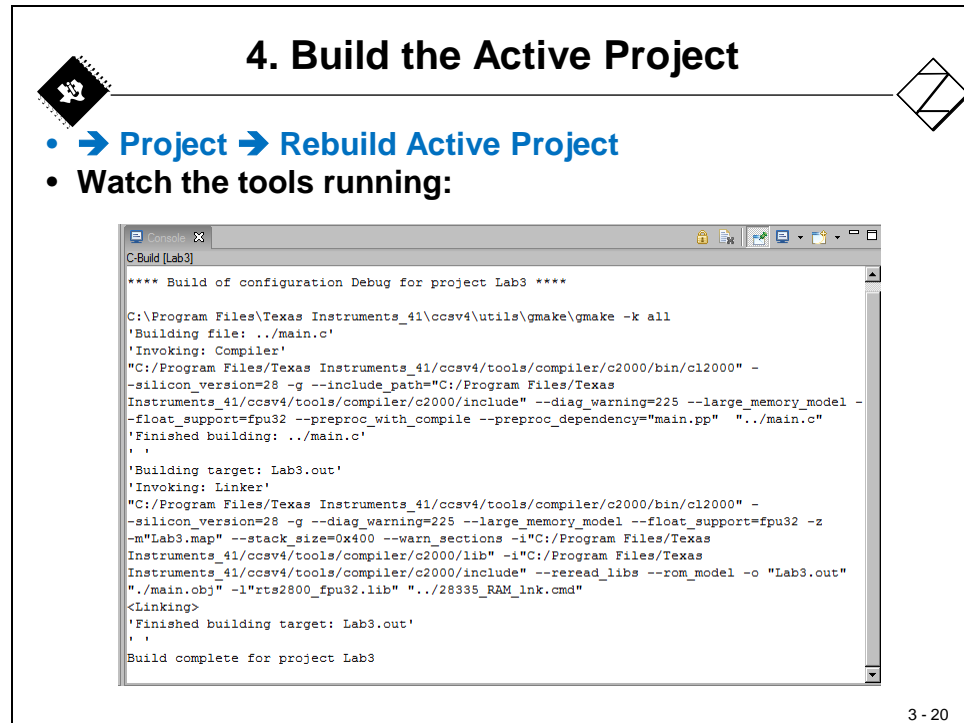 4. Build the Active Project
• ➔ Project ➔ Rebuild Active Project
• Watch the tools running:
Console
C-Build [Lab3]
**** Build of configuration Debug for project Lab3 ****
C:\Program Files\Texas Instruments_41\ccsv4\utils\gmake\gmake -k all
'Building file: ../main.c'
'Invoking: Compiler'
"C:/Program Files/Texas Instruments_41/ccsv4/tools/compiler/c2000/bin/cl2000" -
-silicon_version=28 -g --include_path="C:/Program Files/Texas
Instruments_41/ccsv4/tools/compiler/c2000/include" --diag_warning=225 --large_memory_model -
-float_support=fpu32 --preproc_with_compile --preproc_dependency="main.pp"  "../main.c"
'Finished building: ../main.c'
' '
'Building target: Lab3.out'
'Invoking: Linker'
"C:/Program Files/Texas Instruments_41/ccsv4/tools/compiler/c2000/bin/cl2000" -
-silicon_version=28 -g --diag_warning=225 --large_memory_model --float_support=fpu32 -z
-m"Lab3.map" --stack_size=0x400 --warn_sections -i"C:/Program Files/Texas
Instruments_41/ccsv4/tools/compiler/c2000/lib" -i"C:/Program Files/Texas
Instruments_41/ccsv4/tools/compiler/c2000/include" --reread_libs --rom_model -o "Lab3.out"
"./main.obj" -l"rts2800_fpu32.lib" "../28335_RAM_lnk.cmd"
<Linking>
'Finished building target: Lab3.out'
' '
Build complete for project Lab3
3 - 20